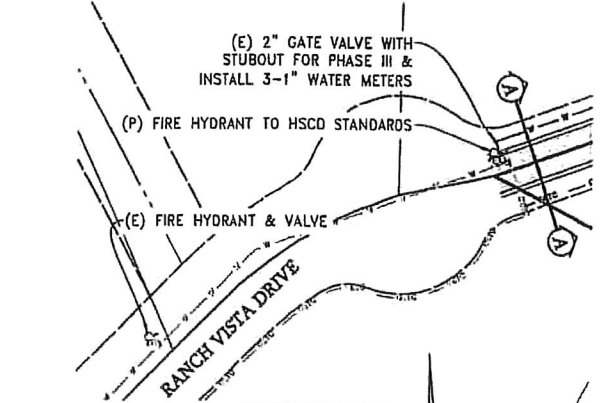 (E) 2" GATE VALVE WITH
STUBOUT FOR PHASE III &
INSTALL 3-1" WATER METERS
(P) FIRE HYDRANT TO HSCD STANDARDS
(E) FIRE HYDRANT & VALVE
RANCH VISTA DRIVE
A
A
W
W
W
W